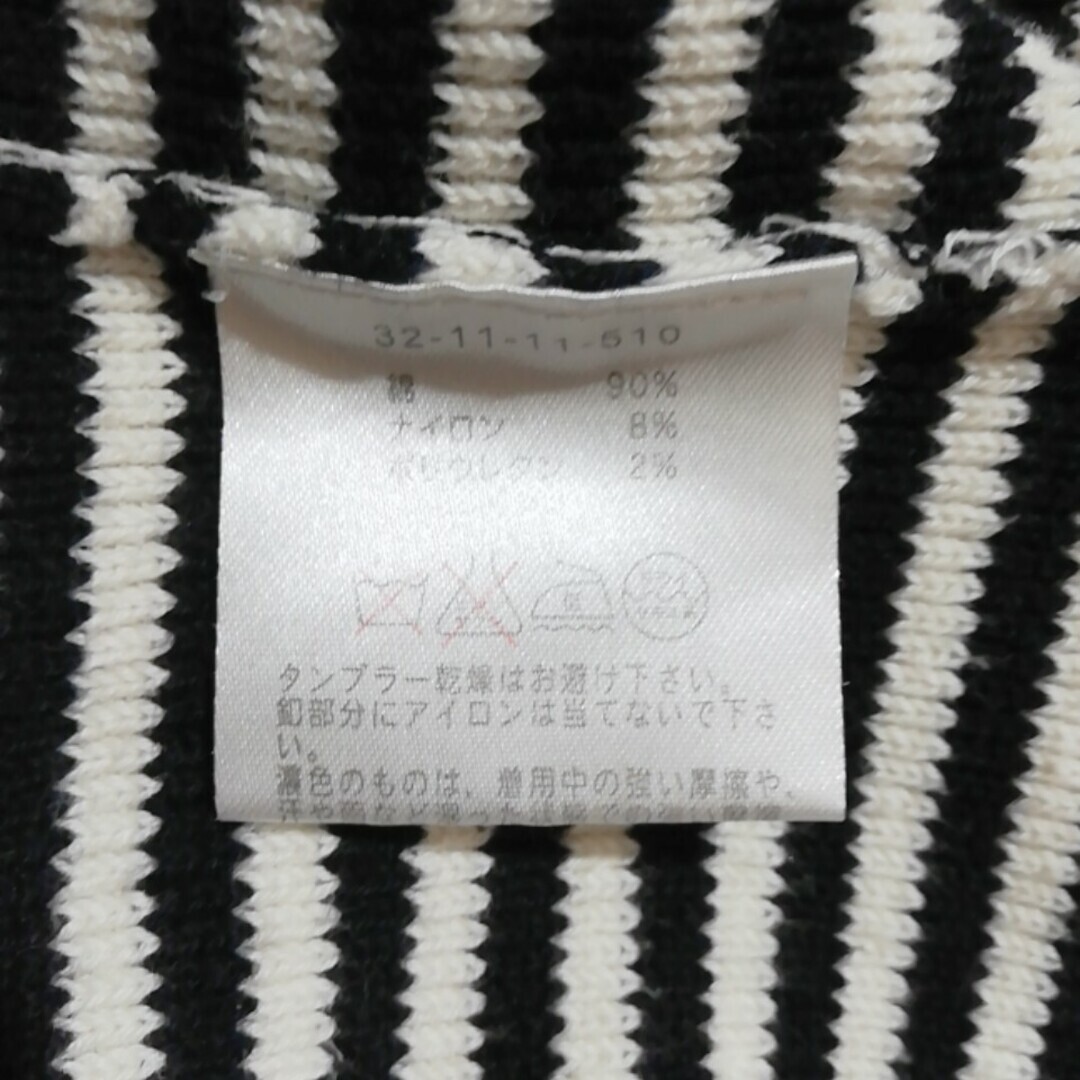 32-11-11-510
綿 90%
ナイロン 8%
ポリウレタン 2%
タンブラー乾燥はお避け下さい。
釦部分にアイロンは当てないで下さ
い。
濃色のものは、着用中の強い摩擦や、